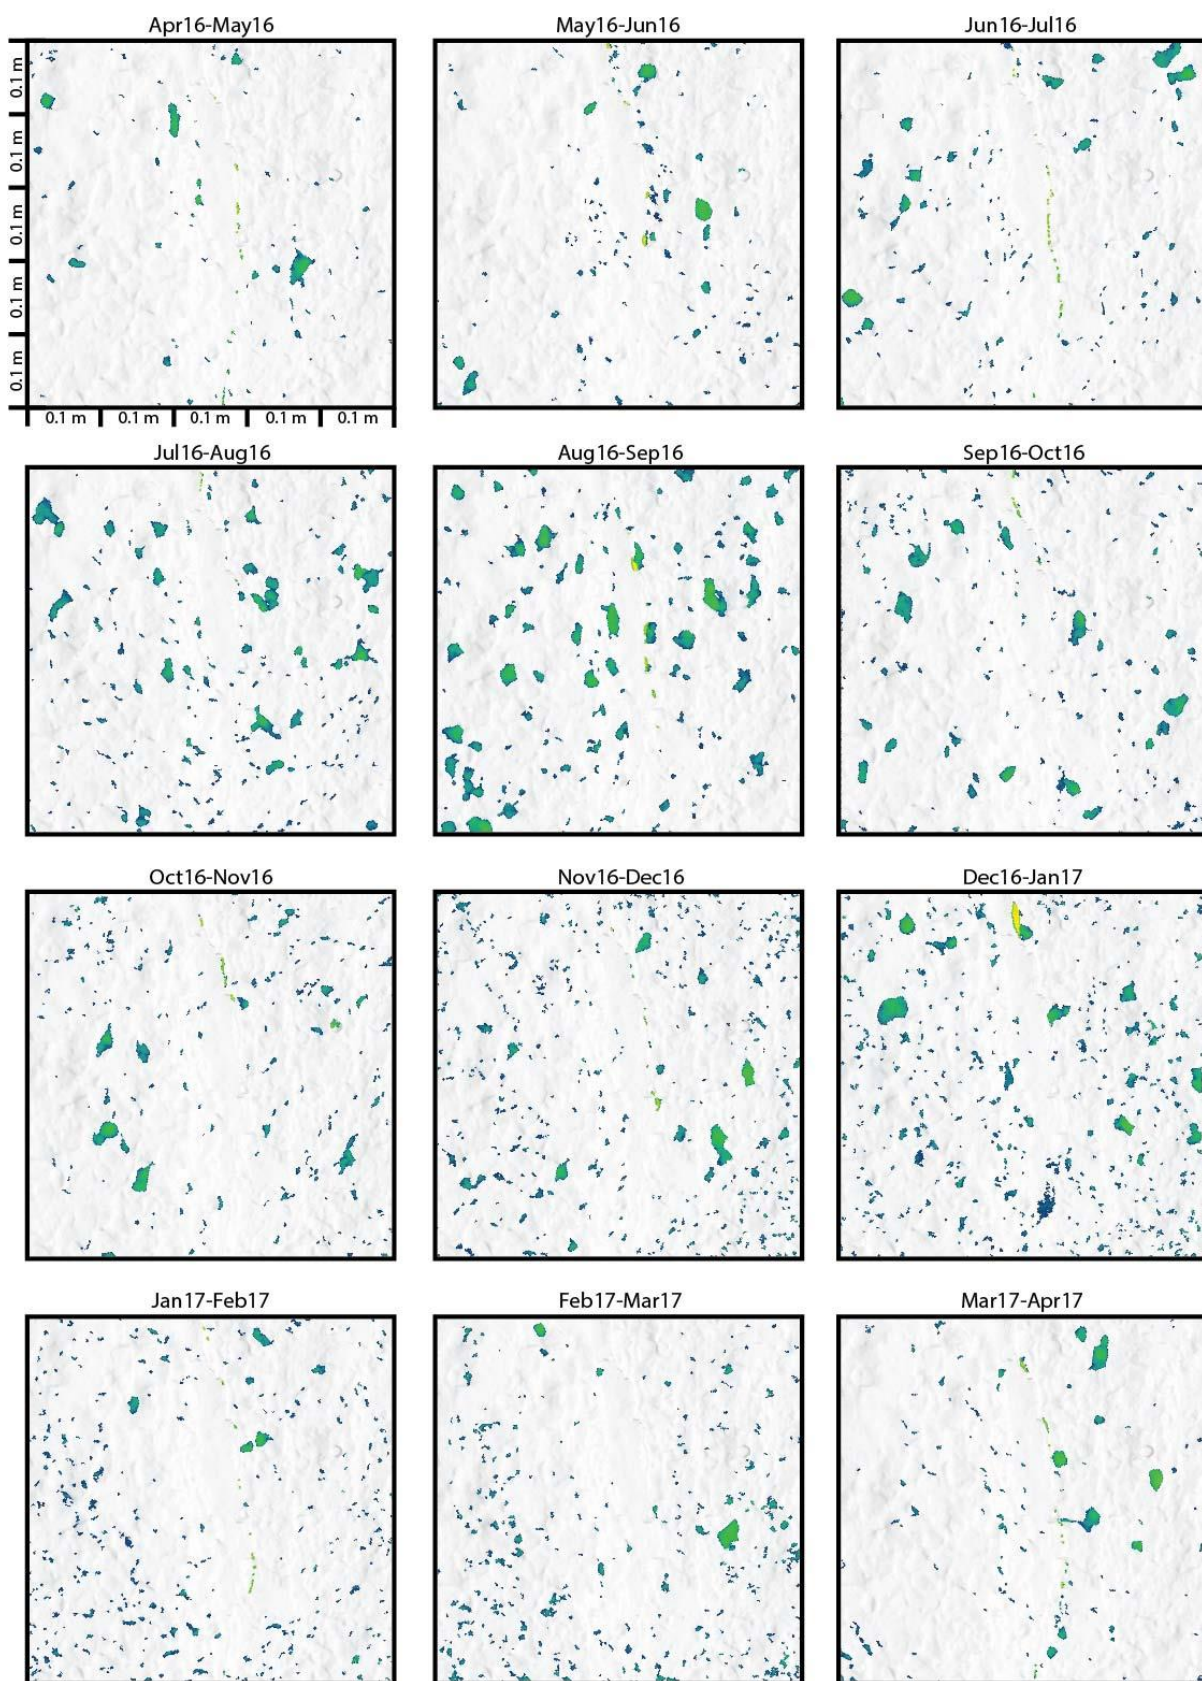 Apr16-May16
May16-Jun16
Jun16-Jul16
0.1 m
0.1 m
0.1 m
0.1 m
0.1 m
0.1 m
0.1 m
0.1 m
0.1 m
0.1 m
Jul16-Aug16
Aug16-Sep16
Sep16-Oct16
Oct16-Nov16
Nov16-Dec16
Dec16-Jan17
Jan17-Feb17
Feb17-Mar17
Mar17-Apr17